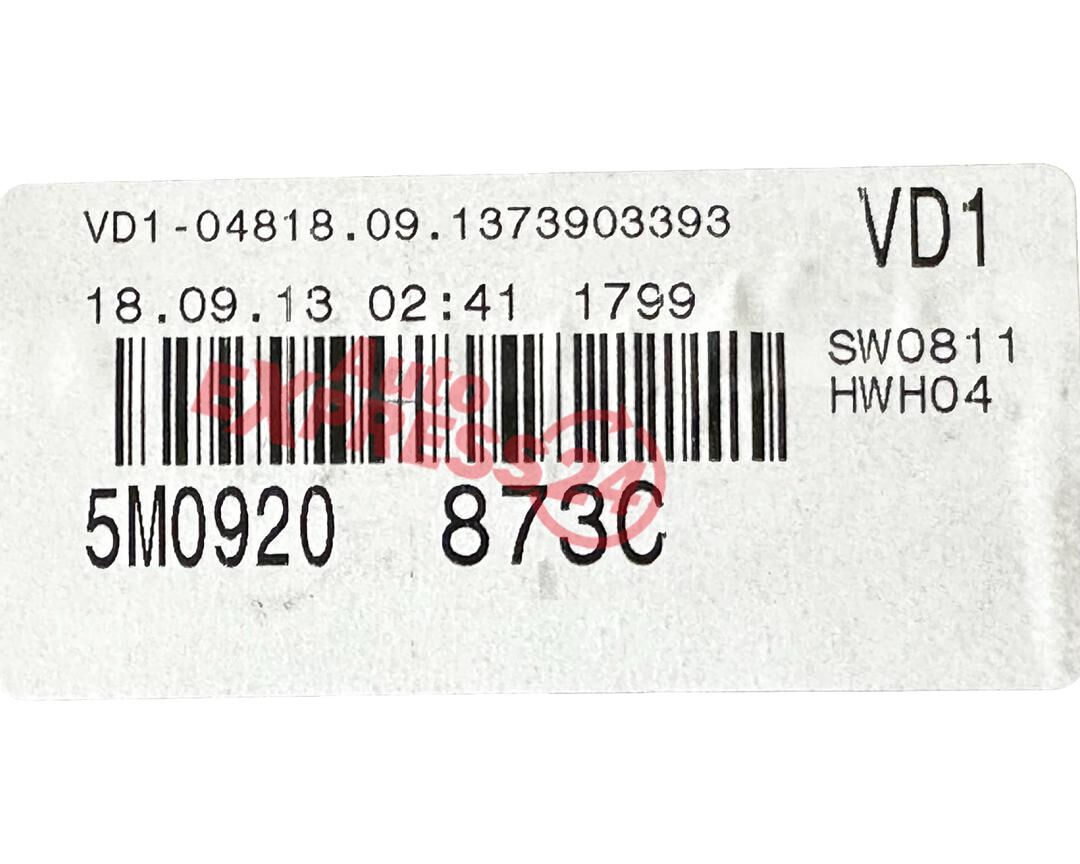 VD1-04818.09.1373903393
VD1
18.09.13 02:41 1799
SW0811
HWH04
Auto
EXPRESS24
5M0920 873C